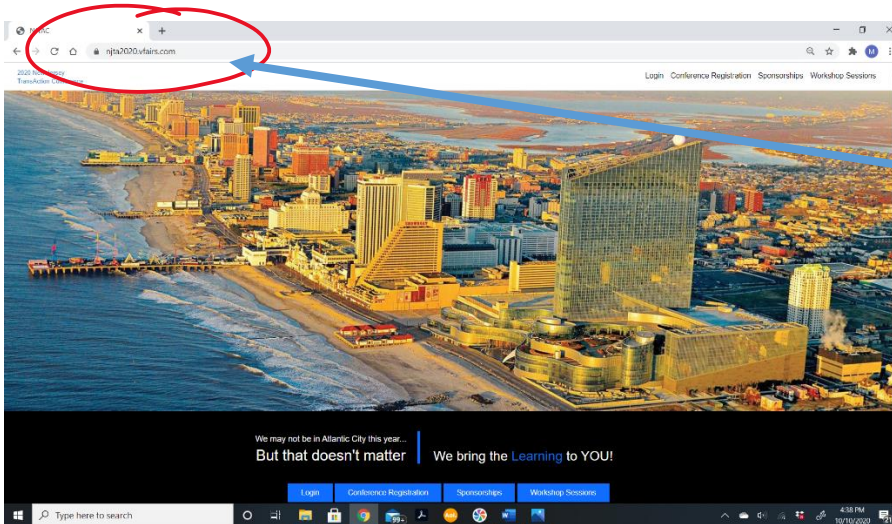 njta2020.vfairs.com
M
2020 New Jersey
TransAction Conference
Login Conference Registration Sponsorships Workshop Sessions
We may not be in Atlantic City this year...
But that doesn't matter
We bring the Learning to YOU!
Login Conference Registration Sponsorships Workshop Sessions
Type here to search
99+
4:38 PM
10/10/2020